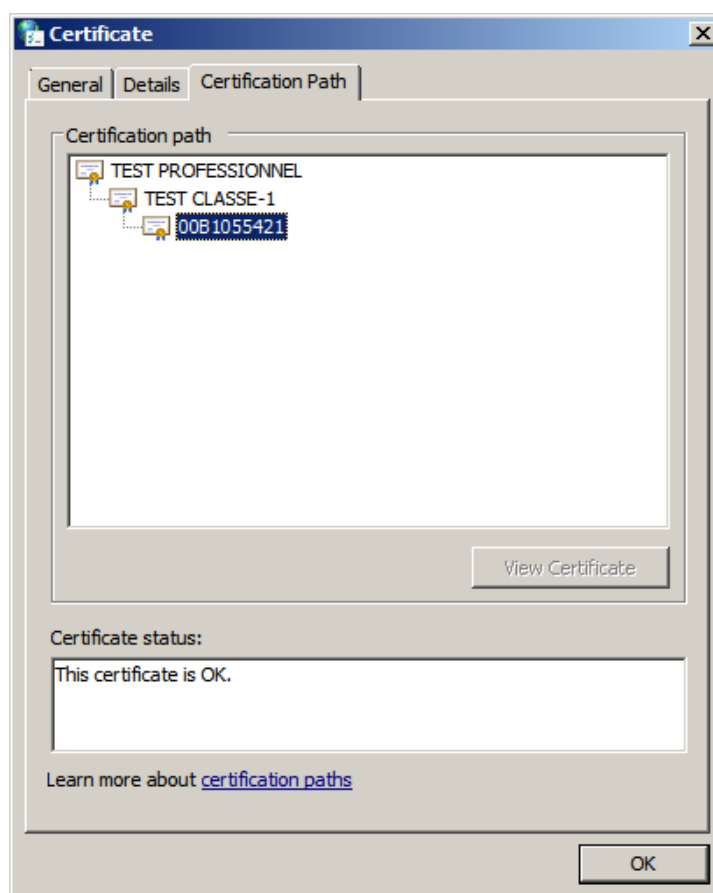 Certificate
General Details Certification Path
Certification path
TEST PROFESSIONNEL
TEST CLASSE-1
00B1055421
View Certificate
Certificate status:
This certificate is OK.
Learn more about certification paths
OK